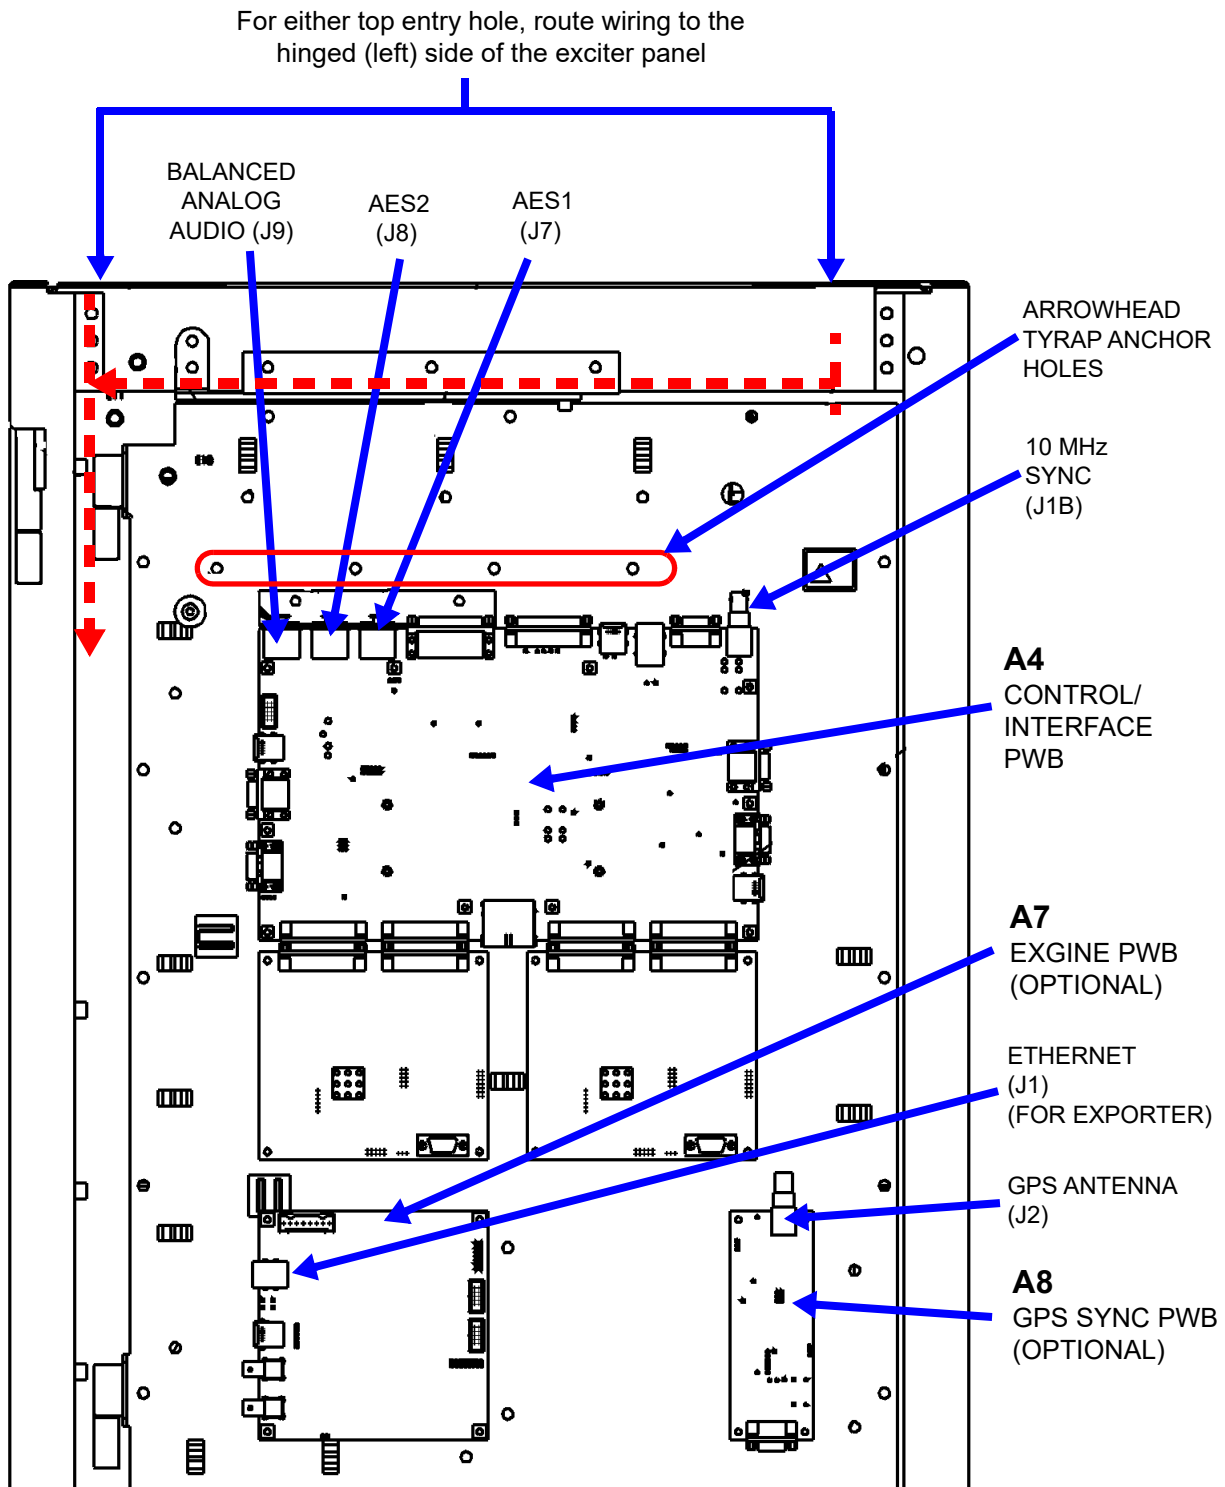 For either top entry hole, route wiring to the
hinged (left) side of the exciter panel
BALANCED
ANALOG
AUDIO (J9)
AES2
(J8)
AES1
(J7)
ARROWHEAD
TYRAP ANCHOR
HOLES
10 MHz
SYNC
(J1B)
A4
CONTROL/
INTERFACE
PWB
A7
EXGINE PWB
(OPTIONAL)
ETHERNET
(J1)
(FOR EXPORTER)
GPS ANTENNA
(J2)
A8
GPS SYNC PWB
(OPTIONAL)